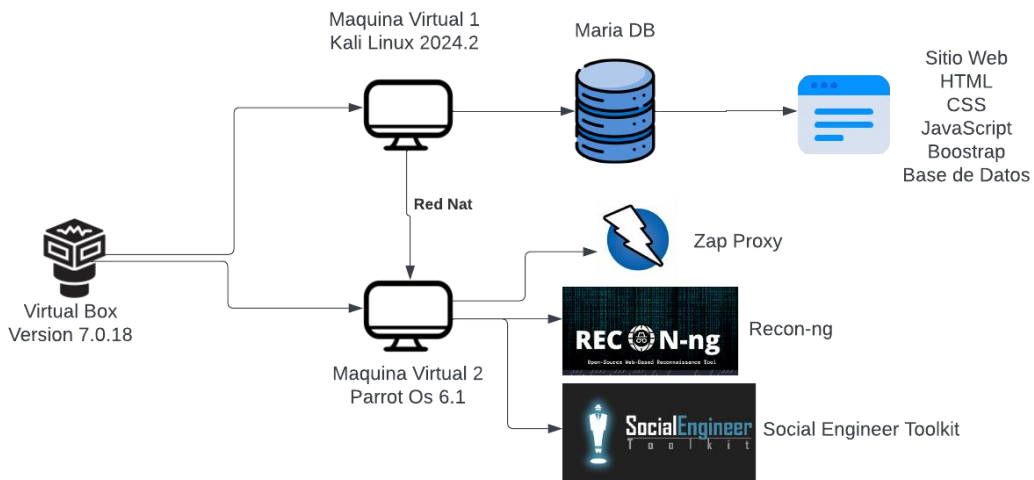 Maquina Virtual 1
Kali Linux 2024.2
Maria DB
Sitio Web
HTML
CSS
JavaScript
Boostrap
Base de Datos
Red Nat
Zap Proxy
Virtual Box
Version 7.0.18
RECON-ng
Open-Source Web-Based Reconnaissance Tool
Recon-ng
Maquina Virtual 2
Parrot Os 6.1
SocialEngineer
Toolkit
Social Engineer Toolkit